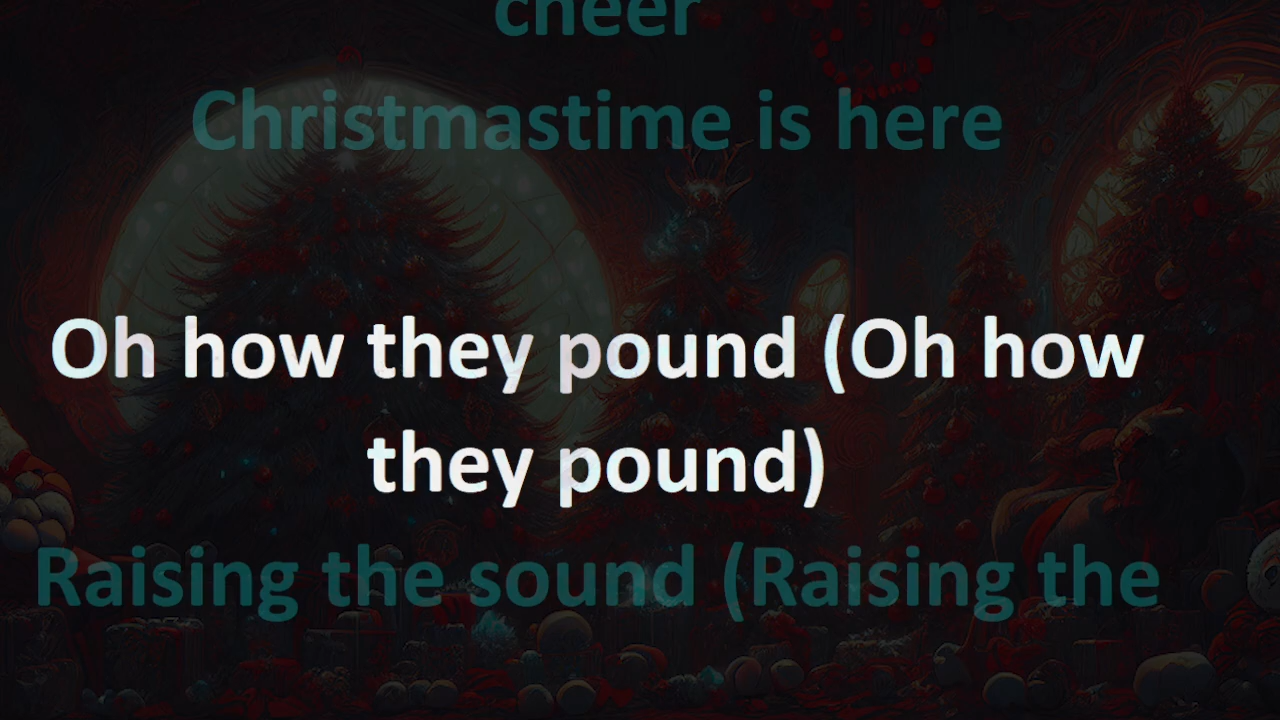 cheer
Christmastime is here
Oh how they pound (Oh how
they pound)
Raising the sound (Raising the